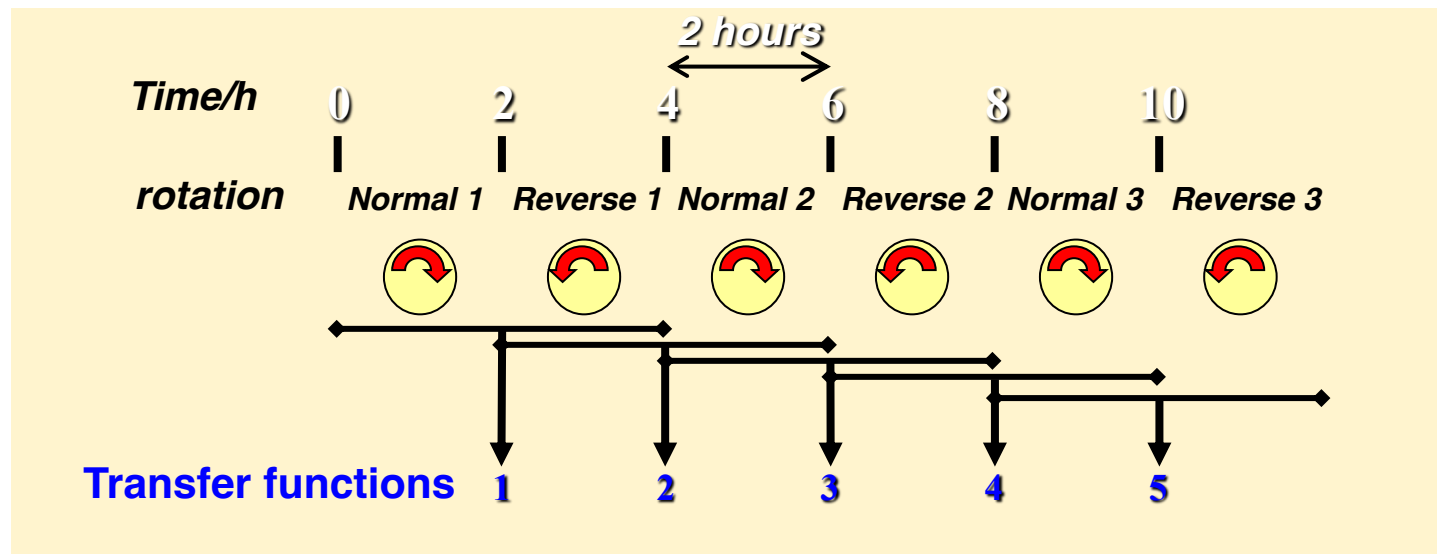 2 hours
Time/h 0 2 4 6 8 10
rotation Normal 1 Reverse 1 Normal 2 Reverse 2 Normal 3 Reverse 3
Transfer functions 1 2 3 4 5